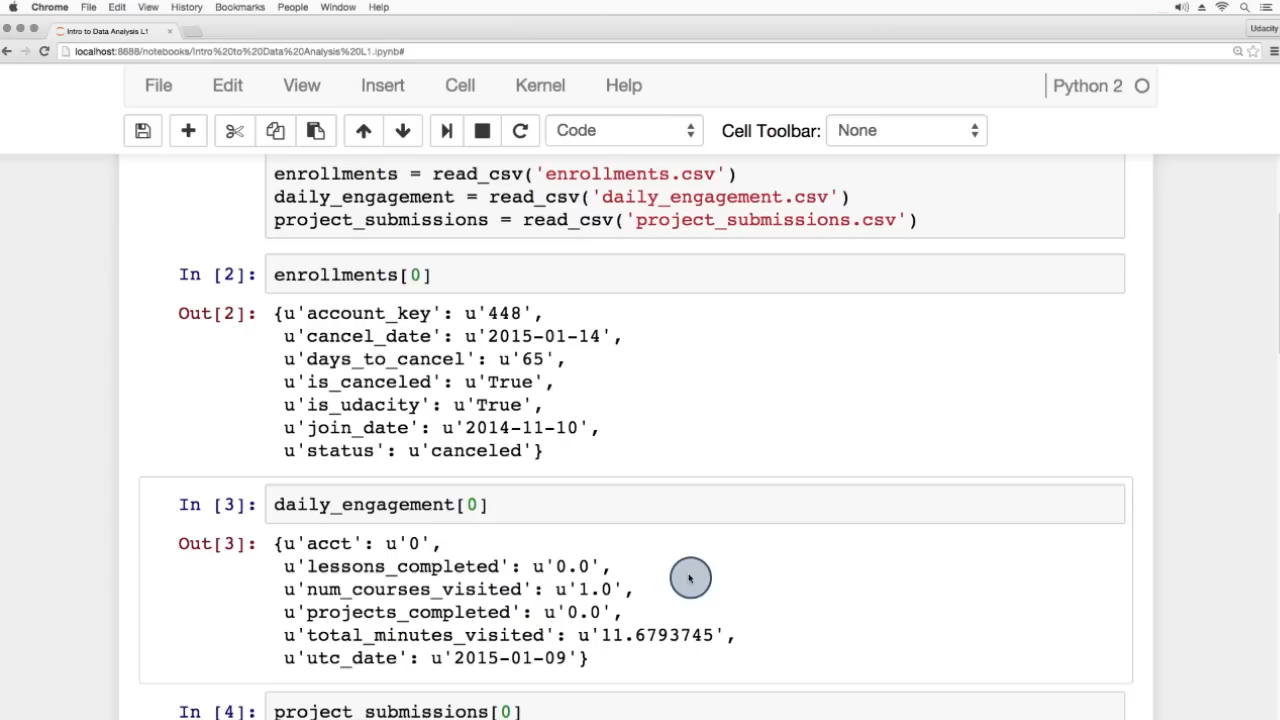 Chrome File Edit View History Bookmarks People Window Help
Intro to Data Analysis L1
Udacity
localhost:8888/notebooks/Intro%20to%20Data%20Analysis%20L1.ipynb#
File Edit View Insert Cell Kernel Help Python 2
Code Cell Toolbar: None
enrollments = read_csv('enrollments.csv')
daily_engagement = read_csv('daily_engagement.csv')
project_submissions = read_csv('project_submissions.csv')
In [2]: enrollments[0]
Out[2]: {u'account_key': u'448',
u'cancel_date': u'2015-01-14',
u'days_to_cancel': u'65',
u'is_canceled': u'True',
u'is_udacity': u'True',
u'join_date': u'2014-11-10',
u'status': u'canceled'}
In [3]: daily_engagement[0]
Out[3]: {u'acct': u'0',
u'lessons_completed': u'0.0',
u'num_courses_visited': u'1.0',
u'projects_completed': u'0.0',
u'total_minutes_visited': u'11.6793745',
u'utc_date': u'2015-01-09'}
In [4]: project_submissions[0]